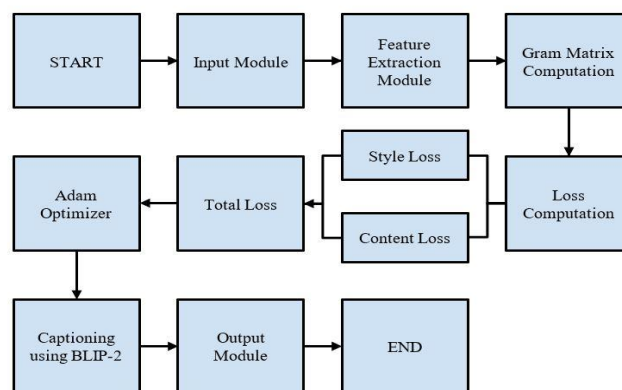 START
Input Module
Feature
Extraction
Module
Gram Matrix
Computation
Adam
Optimizer
Total Loss
Style Loss
Content Loss
Loss
Computation
Captioning
using BLIP-2
Output
Module
END